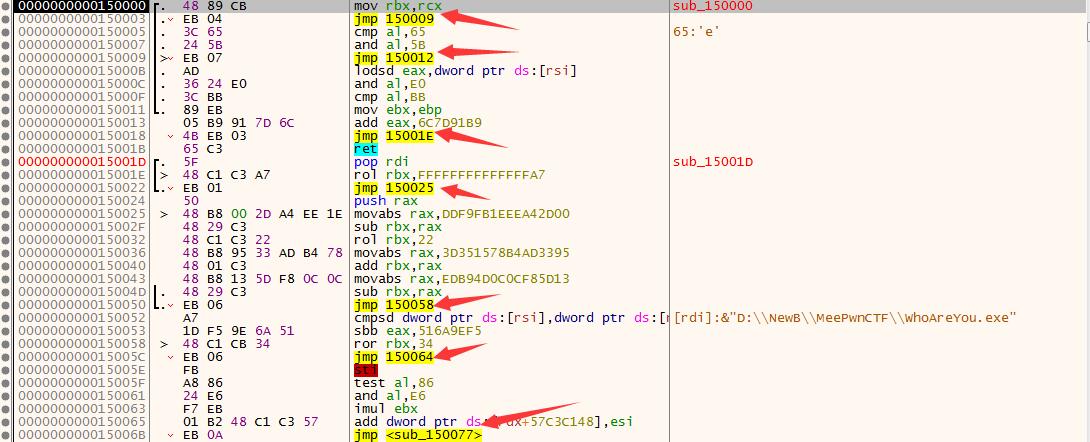 0000000000150000 48 89 CB mov rbx,rcx sub_150000
0000000000150003 EB 04 jmp 150009
0000000000150005 3C 65 cmp al,65 65:'e'
0000000000150007 24 5B and al,5B
0000000000150009 EB 07 jmp 150012
000000000015000B AD lodsd eax,dword ptr ds:[rsi]
000000000015000C 36 24 E0 and al,E0
000000000015000F 3C BB cmp al,BB
0000000000150011 89 EB mov ebx,ebp
0000000000150013 05 B9 91 7D 6C add eax,6C7D91B9
0000000000150018 4B EB 03 jmp 15001E
000000000015001B 65 C3 ret
000000000015001D 5F pop rdi sub_15001D
000000000015001E 48 C1 C3 A7 rol rbx,FFFFFFFFFFFFFFA7
0000000000150022 EB 01 jmp 150025
0000000000150024 50 push rax
0000000000150025 48 B8 00 2D A4 EE 1E movabs rax,DDF9FB1EEEA42D00
000000000015002F 48 29 C3 sub rbx,rax
0000000000150032 48 C1 C3 22 rol rbx,22
0000000000150036 48 B8 95 33 AD B4 78 movabs rax,3D351578B4AD3395
0000000000150040 48 01 C3 add rbx,rax
0000000000150043 48 B8 13 5D F8 0C 0C movabs rax,EDB94D0C0CF85D13
000000000015004D 48 29 C3 sub rbx,rax
0000000000150050 EB 06 jmp 150058
0000000000150052 A7 cmpsd dword ptr ds:[rsi],dword ptr ds:[ [rdi]:&"D:\\NewB\\MeePwnCTF\\WhoAreYou.exe"
0000000000150053 1D F5 9E 6A 51 sbb eax,516A9EF5
0000000000150058 48 C1 CB 34 ror rbx,34
000000000015005C EB 06 jmp 150064
000000000015005E FB sti
000000000015005F A8 86 test al,86
0000000000150061 24 E6 and al,E6
0000000000150063 F7 EB imul ebx
0000000000150065 01 B2 48 C1 C3 57 add dword ptr ds:[ dx+57C3C148],esi
000000000015006B EB 0A jmp <sub_150077>